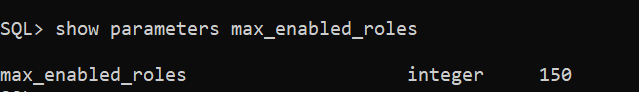 SQL> show parameters max_enabled_roles
max_enabled_roles integer 150